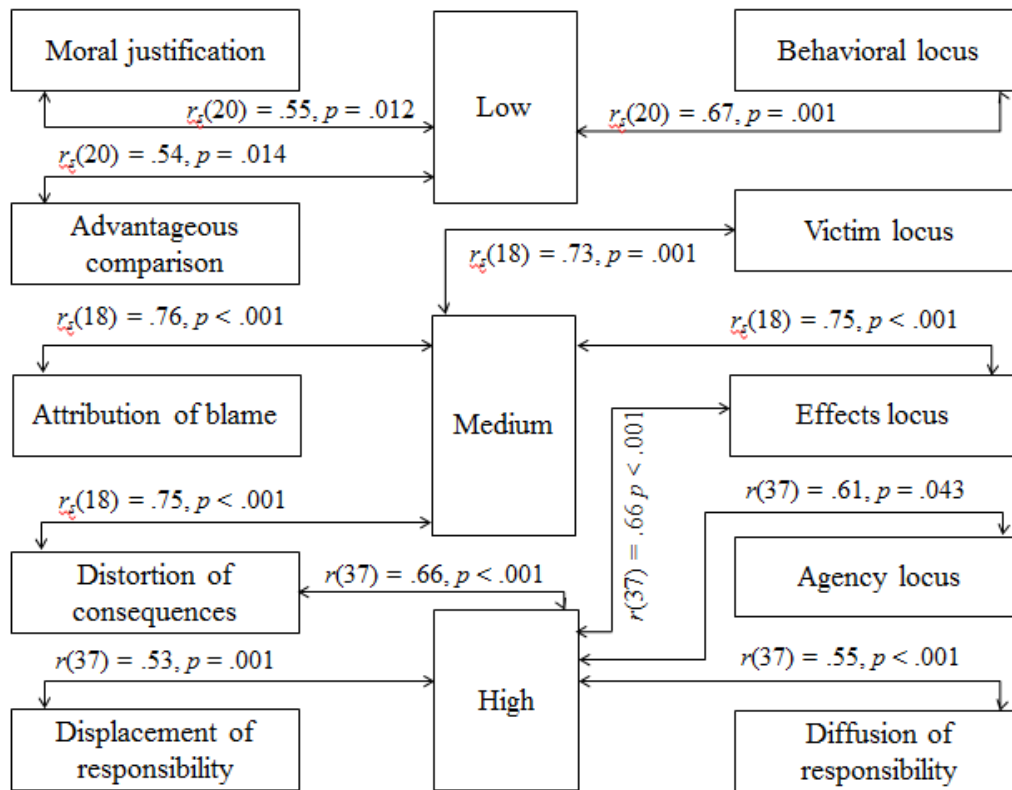 Moral justification
Behavioral locus
Low
rs(20) = .55, p = .012
rs(20) = .67, p = .001
rs(20) = .54, p = .014
Advantageous
comparison
Victim locus
rs(18) = .73, p = .001
rs(18) = .76, p < .001
rs(18) = .75, p < .001
Attribution of blame
Medium
Effects locus
r(37) = .66 p < .001
rs(18) = .75, p < .001
r(37) = .61, p = .043
Distortion of
consequences
r(37) = .66, p < .001
Agency locus
r(37) = .53, p = .001
r(37) = .55, p < .001
High
Displacement of
responsibility
Diffusion of
responsibility